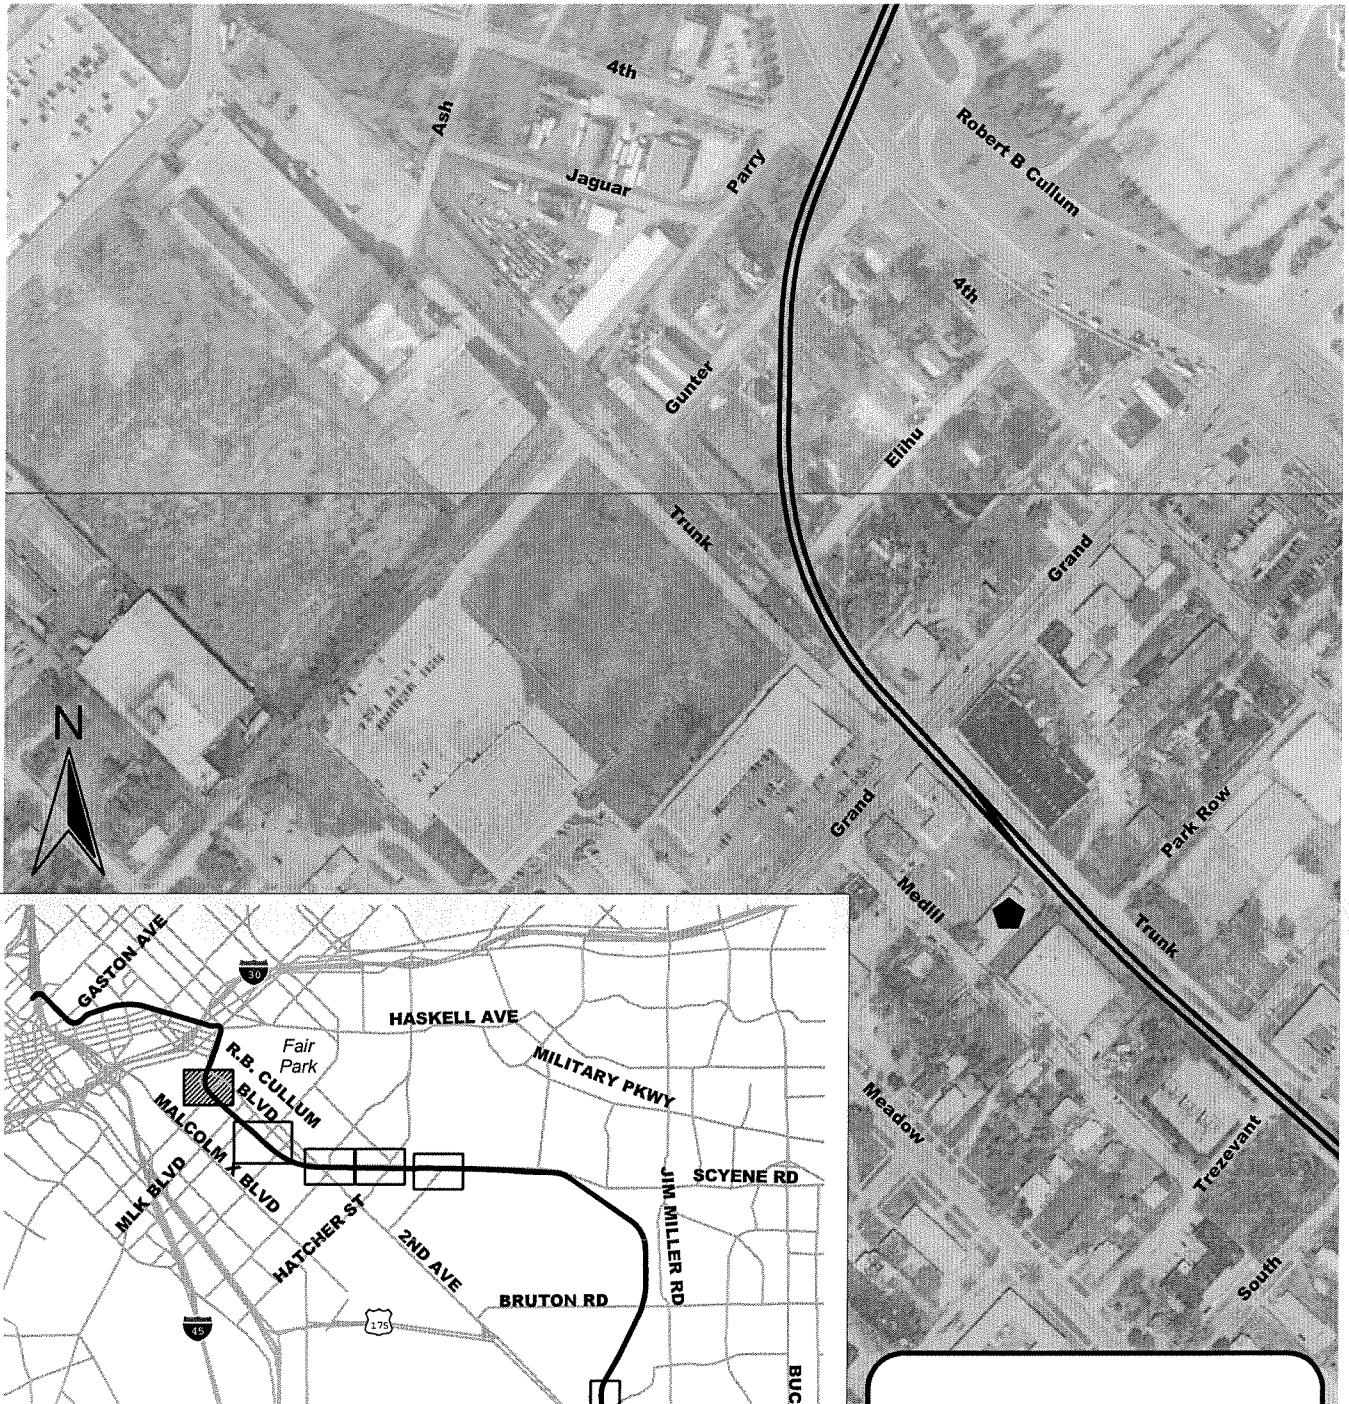 4th
Ash
Robert B Cullum
Jaguar
Parry
4th
Gunter
Elihu
Trunk
Grand
N
Grand
Park Row
Medill
Trunk
Meadow
Trezevant
South
GASTON AVE
30
HASKELL AVE
Fair
Park
MILITARY PKWY
R.B. CULLUM
BLVD
MALCOLM X BLVD
MLK BLVD
SCYENE RD
JIM MILLER RD
HATCHER ST
2ND AVE
BRUTON RD
175
45
BUC